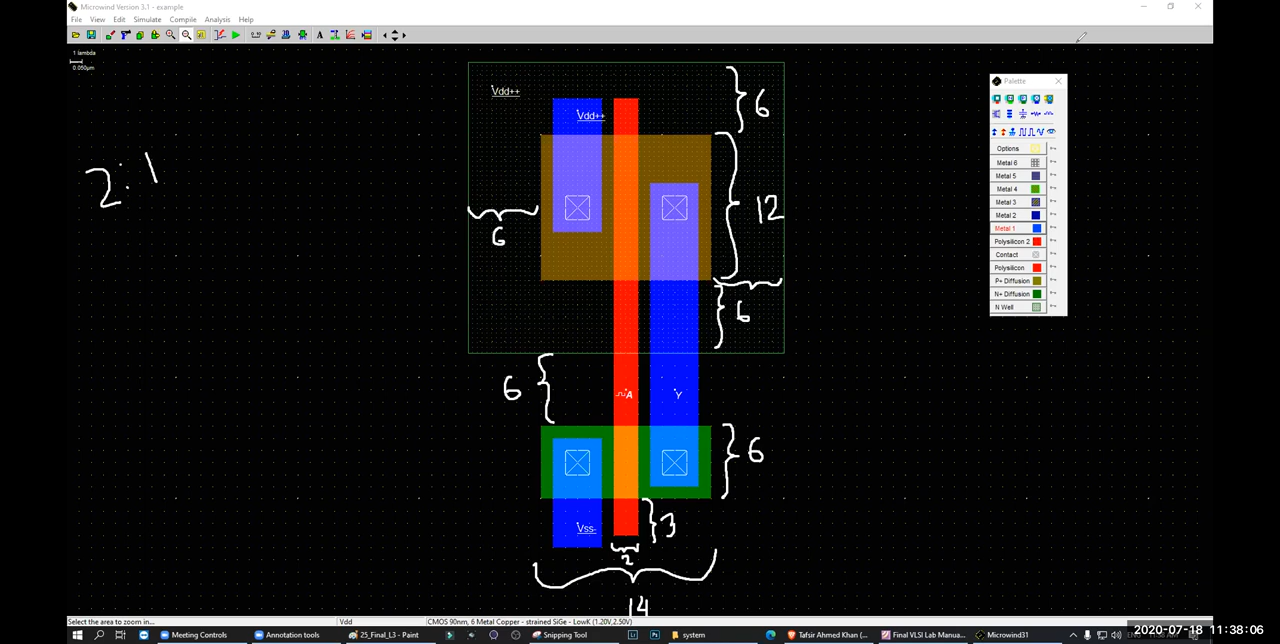 Microwind Version 3.1 - example
File View Edit Simulate Compile Analysis Help
1 lambda
0.050µm
Vdd++
Vdd++
6
2:1
12
6
6
6
A
Y
6
Vss-
3
2
14
Palette
Options
Metal 6
Metal 5
Metal 4
Metal 3
Metal 2
Metal 1
Polysilicon 2
Contact
Polysilicon
P+ Diffusion
N+ Diffusion
N Well
Select the area to zoom in...
Vdd
CMOS 90nm, 6 Metal Copper - strained SiGe - LowK (1.20V,2.50V)
Meeting Controls
Annotation tools
25_Final_L3 - Paint
Snipping Tool
system
Tafsir Ahmed Khan (...
Final VLSI Lab Manua...
Microwind31
2020-07-18 11:38:06